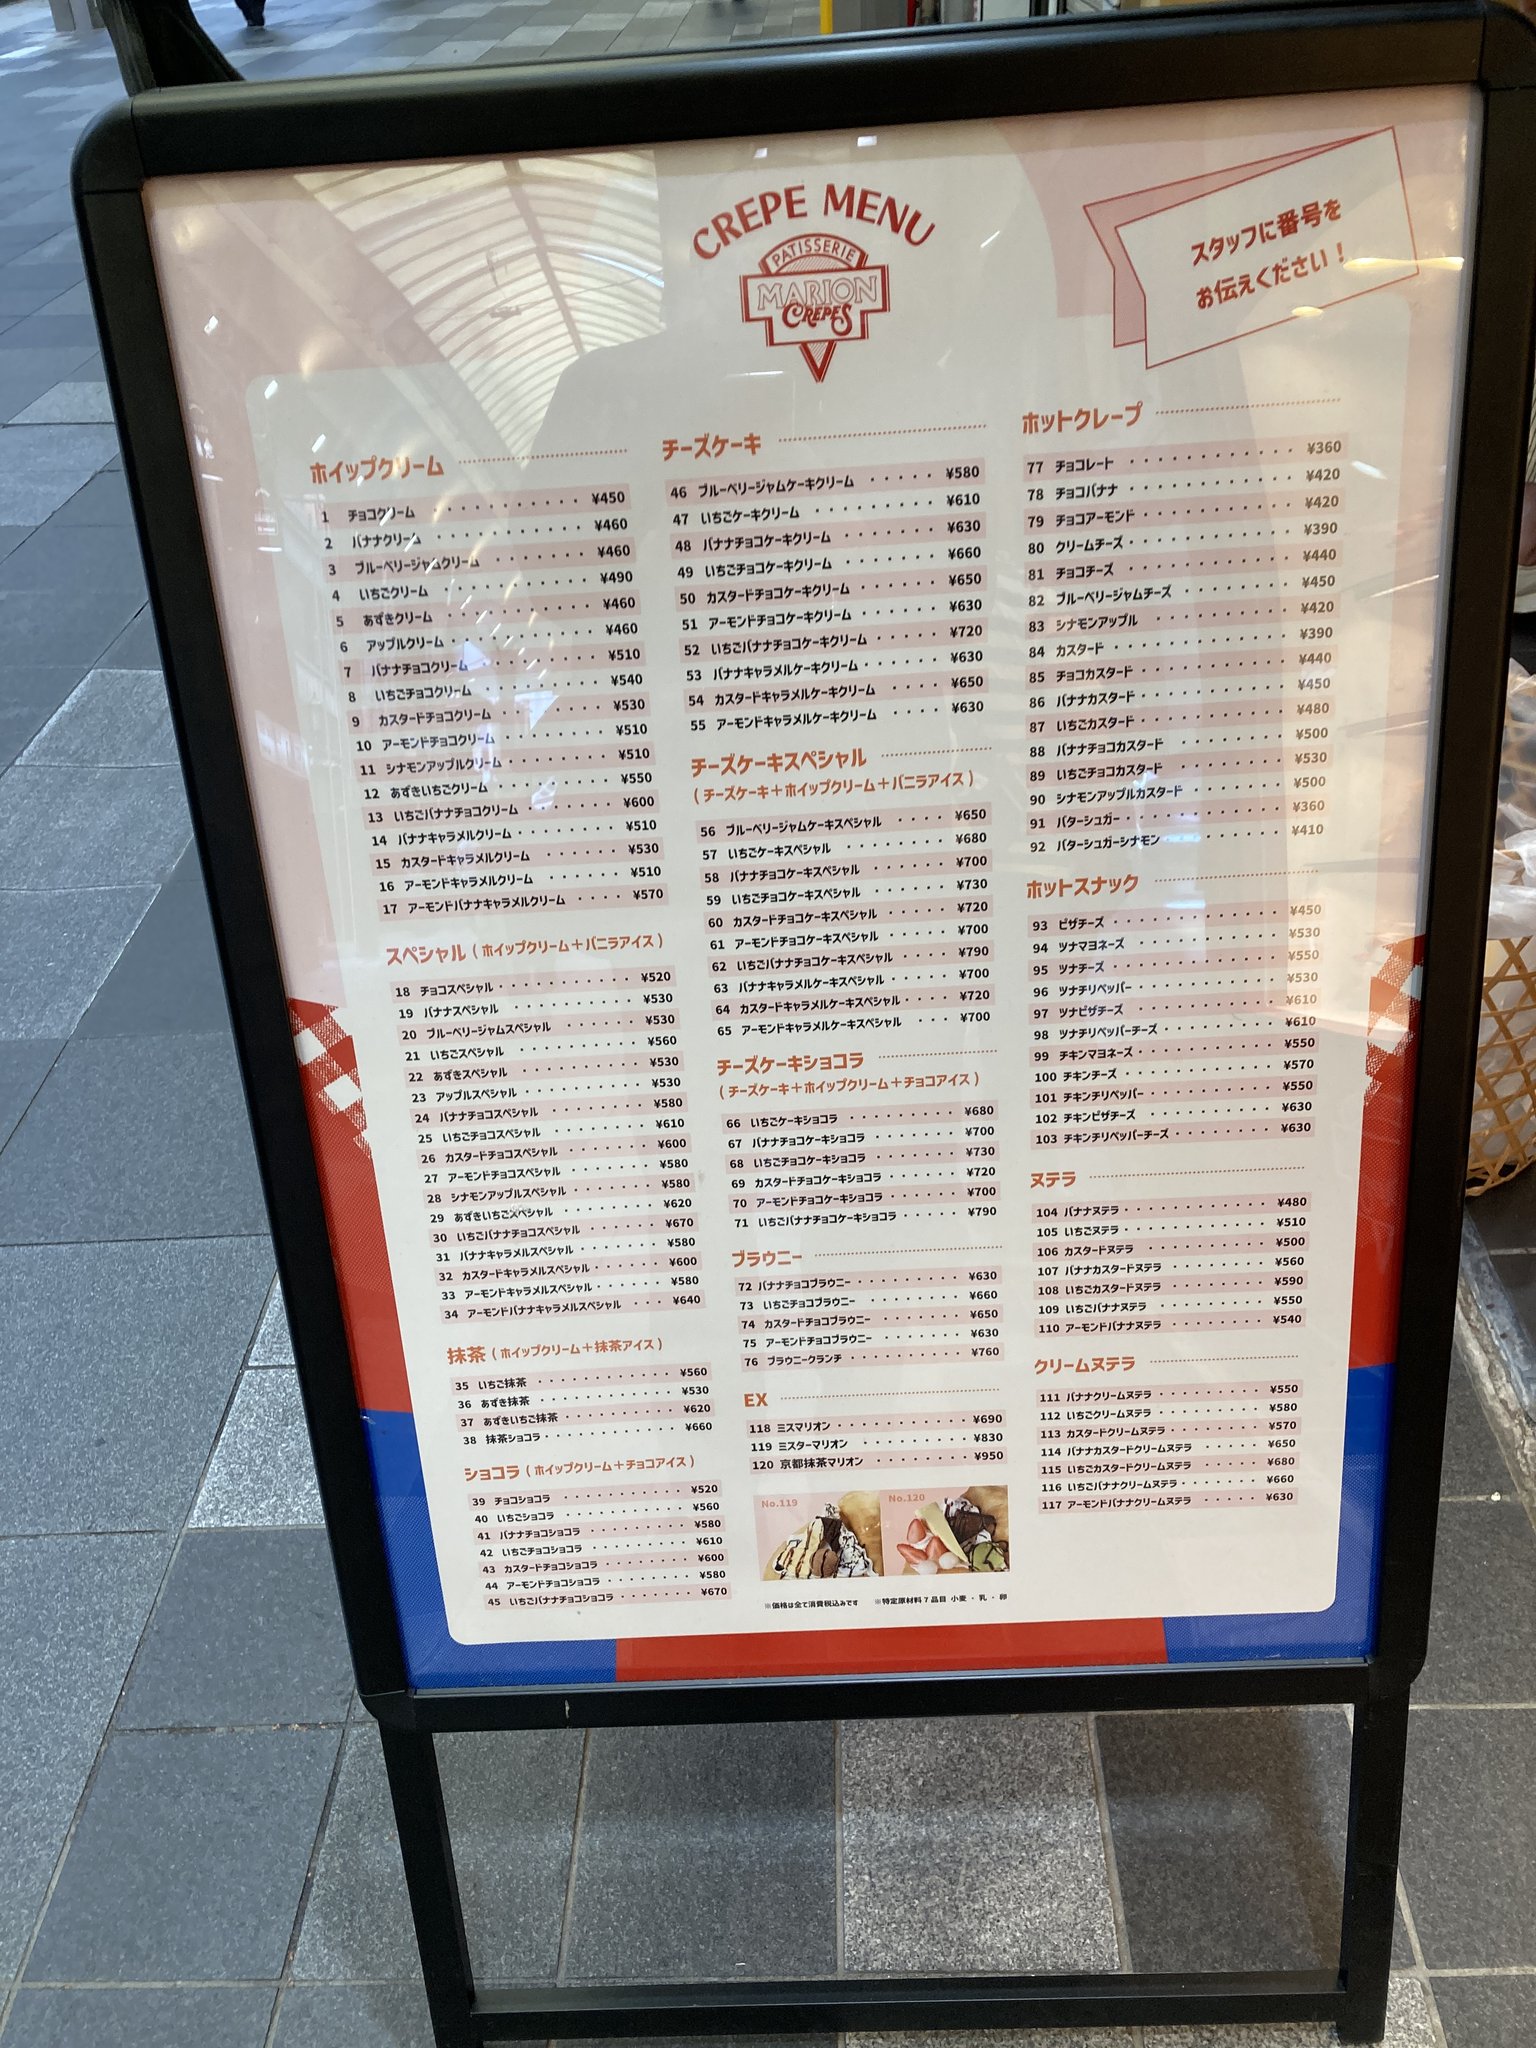 CREPE MENU
PATISSERIE
MARION
CREPES
スタッフに番号を
お伝えください！
ホイップクリーム
1 チョコクリーム ¥450
2 バナナクリーム ¥460
3 ブルーベリージャムクリーム ¥460
4 いちごクリーム ¥490
5 あずきクリーム ¥460
6 アップルクリーム ¥460
7 バナナチョコクリーム ¥510
8 いちごチョコクリーム ¥540
9 カスタードチョコクリーム ¥530
10 アーモンドチョコクリーム ¥510
11 シナモンアップルクリーム ¥510
12 あずきいちごクリーム ¥550
13 いちごバナナチョコクリーム ¥600
14 バナナキャラメルクリーム ¥510
15 カスタードキャラメルクリーム ¥530
16 アーモンドキャラメルクリーム ¥510
17 アーモンドバナナキャラメルクリーム ¥570
スペシャル（ホイップクリーム＋バニラアイス）
18 チョコスペシャル ¥520
19 バナナスペシャル ¥530
20 ブルーベリージャムスペシャル ¥530
21 いちごスペシャル ¥560
22 あずきスペシャル ¥530
23 アップルスペシャル ¥530
24 バナナチョコスペシャル ¥580
25 いちごチョコスペシャル ¥610
26 カスタードチョコスペシャル ¥600
27 アーモンドチョコスペシャル ¥580
28 シナモンアップルスペシャル ¥580
29 あずきいちごスペシャル ¥620
30 いちごバナナチョコスペシャル ¥670
31 バナナキャラメルスペシャル ¥580
32 カスタードキャラメルスペシャル ¥600
33 アーモンドキャラメルスペシャル ¥580
34 アーモンドバナナキャラメルスペシャル ¥640
抹茶（ホイップクリーム＋抹茶アイス）
35 いちご抹茶 ¥560
36 あずき抹茶 ¥530
37 あずきいちご抹茶 ¥620
38 抹茶ショコラ ¥660
ショコラ（ホイップクリーム＋チョコアイス）
39 チョコショコラ ¥520
40 いちごショコラ ¥560
41 バナナチョコショコラ ¥580
42 いちごチョコショコラ ¥610
43 カスタードチョコショコラ ¥600
44 アーモンドチョコショコラ ¥580
45 いちごバナナチョコショコラ ¥670
チーズケーキ
46 ブルーベリージャムケーキクリーム ¥580
47 いちごケーキクリーム ¥610
48 バナナチョコケーキクリーム ¥630
49 いちごチョコケーキクリーム ¥660
50 カスタードチョコケーキクリーム ¥650
51 アーモンドチョコケーキクリーム ¥630
52 いちごバナナチョコケーキクリーム ¥720
53 バナナキャラメルケーキクリーム ¥630
54 カスタードキャラメルケーキクリーム ¥650
55 アーモンドキャラメルケーキクリーム ¥630
チーズケーキスペシャル
（チーズケーキ＋ホイップクリーム＋バニラアイス）
56 ブルーベリージャムケーキスペシャル ¥650
57 いちごケーキスペシャル ¥680
58 バナナチョコケーキスペシャル ¥700
59 いちごチョコケーキスペシャル ¥730
60 カスタードチョコケーキスペシャル ¥720
61 アーモンドチョコケーキスペシャル ¥700
62 いちごバナナチョコケーキスペシャル ¥790
63 バナナキャラメルケーキスペシャル ¥700
64 カスタードキャラメルケーキスペシャル ¥720
65 アーモンドキャラメルケーキスペシャル ¥700
チーズケーキショコラ
（チーズケーキ＋ホイップクリーム＋チョコアイス）
66 いちごケーキショコラ ¥680
67 バナナチョコケーキショコラ ¥700
68 いちごチョコケーキショコラ ¥730
69 カスタードチョコケーキショコラ ¥720
70 アーモンドチョコケーキショコラ ¥700
71 いちごバナナチョコケーキショコラ ¥790
ブラウニー
72 バナナチョコブラウニー ¥630
73 いちごチョコブラウニー ¥660
74 カスタードチョコブラウニー ¥650
75 アーモンドチョコブラウニー ¥630
76 ブラウニークランチ ¥760
EX
118 ミスマリオン ¥690
119 ミスターマリオン ¥830
120 京都抹茶マリオン ¥950
No.119
No.120
※価格は全て消費税込みです ※特定原材料７品目 小麦・乳・卵
ホットクレープ
77 チョコレート ¥360
78 チョコバナナ ¥420
79 チョコアーモンド ¥420
80 クリームチーズ ¥390
81 チョコチーズ ¥440
82 ブルーベリージャムチーズ ¥450
83 シナモンアップル ¥420
84 カスタード ¥390
85 チョコカスタード ¥440
86 バナナカスタード ¥450
87 いちごカスタード ¥480
88 バナナチョコカスタード ¥500
89 いちごチョコカスタード ¥530
90 シナモンアップルカスタード ¥500
91 バターシュガー ¥360
92 バターシュガーシナモン ¥410
ホットスナック
93 ピザチーズ ¥450
94 ツナマヨネーズ ¥530
95 ツナチーズ ¥550
96 ツナチリペッパー ¥530
97 ツナピザチーズ ¥610
98 ツナチリペッパーチーズ ¥610
99 チキンマヨネーズ ¥550
100 チキンチーズ ¥570
101 チキンチリペッパー ¥550
102 チキンピザチーズ ¥630
103 チキンチリペッパーチーズ ¥630
ヌテラ
104 バナナヌテラ ¥480
105 いちごヌテラ ¥510
106 カスタードヌテラ ¥500
107 バナナカスタードヌテラ ¥560
108 いちごカスタードヌテラ ¥590
109 いちごバナナヌテラ ¥550
110 アーモンドバナナヌテラ ¥540
クリームヌテラ
111 バナナクリームヌテラ ¥550
112 いちごクリームヌテラ ¥580
113 カスタードクリームヌテラ ¥570
114 バナナカスタードクリームヌテラ ¥650
115 いちごカスタードクリームヌテラ ¥680
116 いちごバナナクリームヌテラ ¥660
117 アーモンドバナナクリームヌテラ ¥630